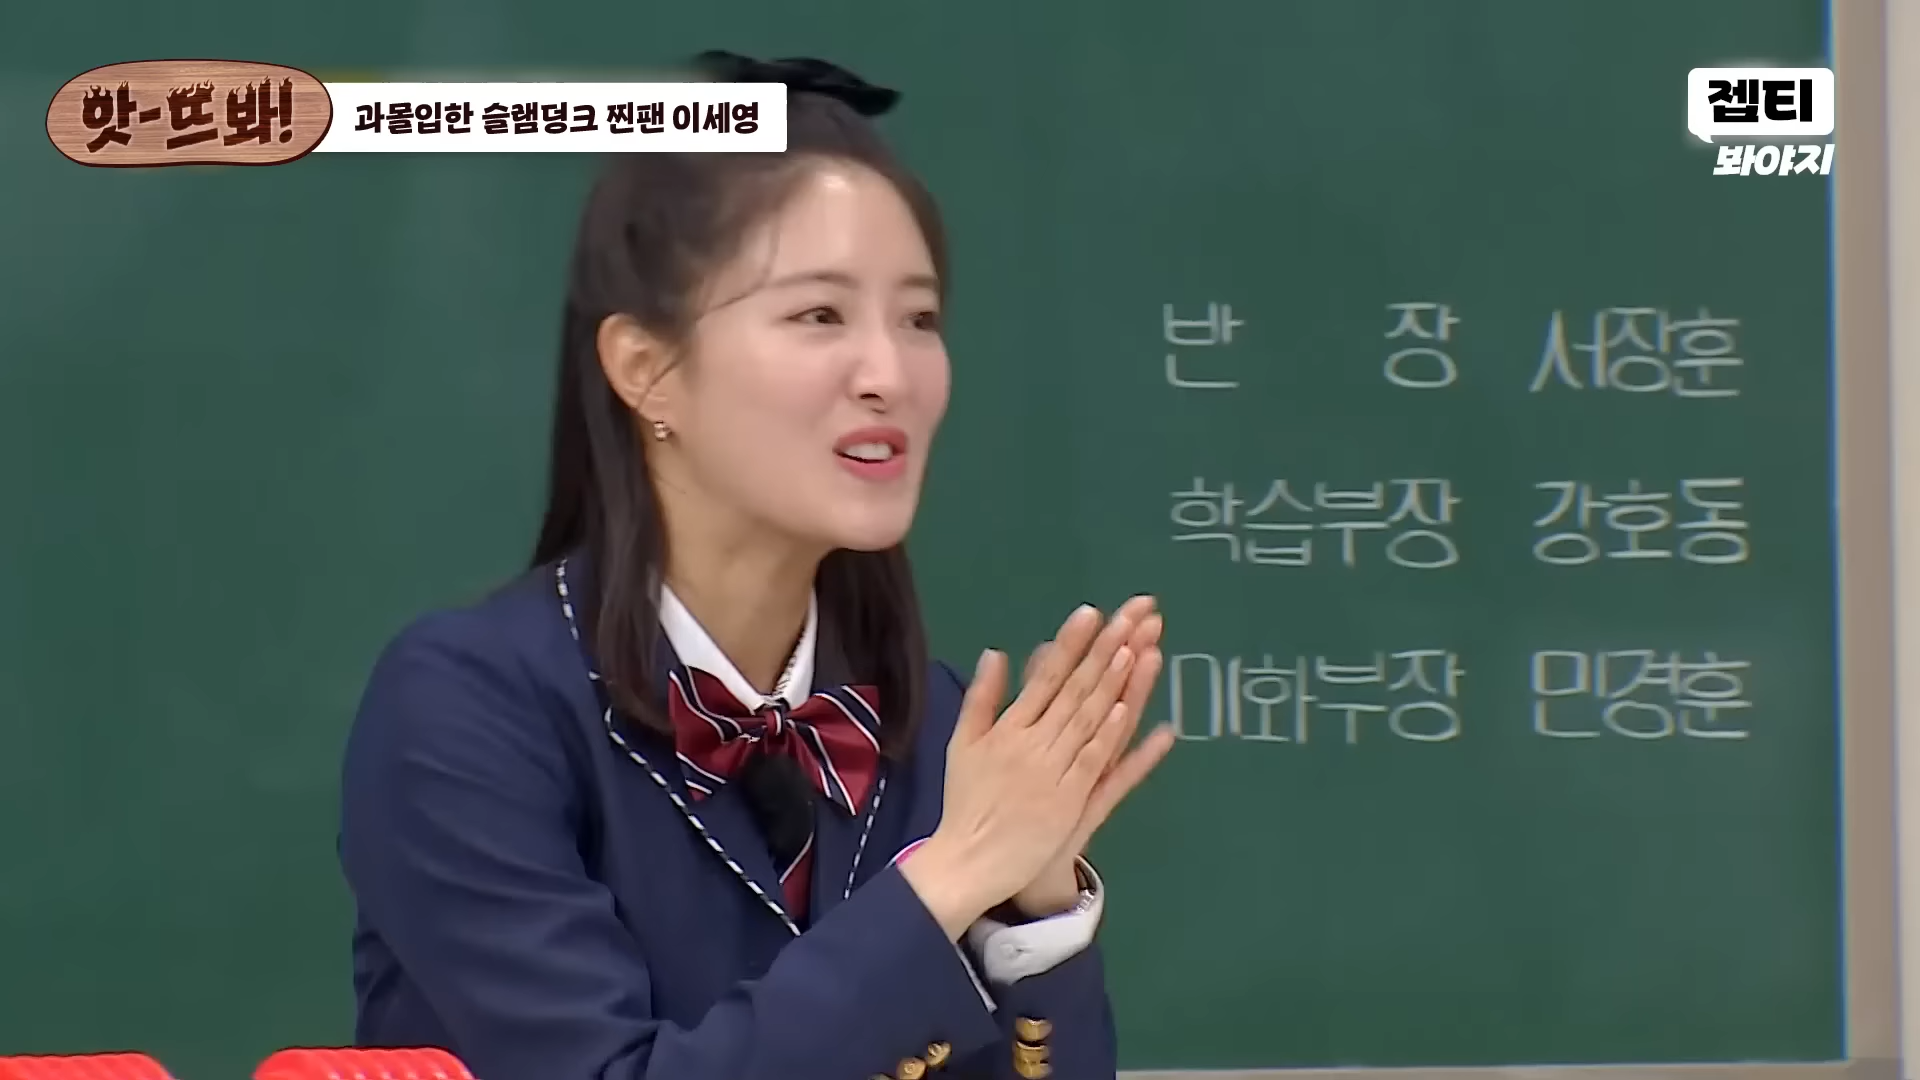 앗-뜨봐!
과몰입한 슬램덩크 찐팬 이세영
젭티
봐야지
반 장 서장훈
학습부장 강호동
미화부장 민경훈